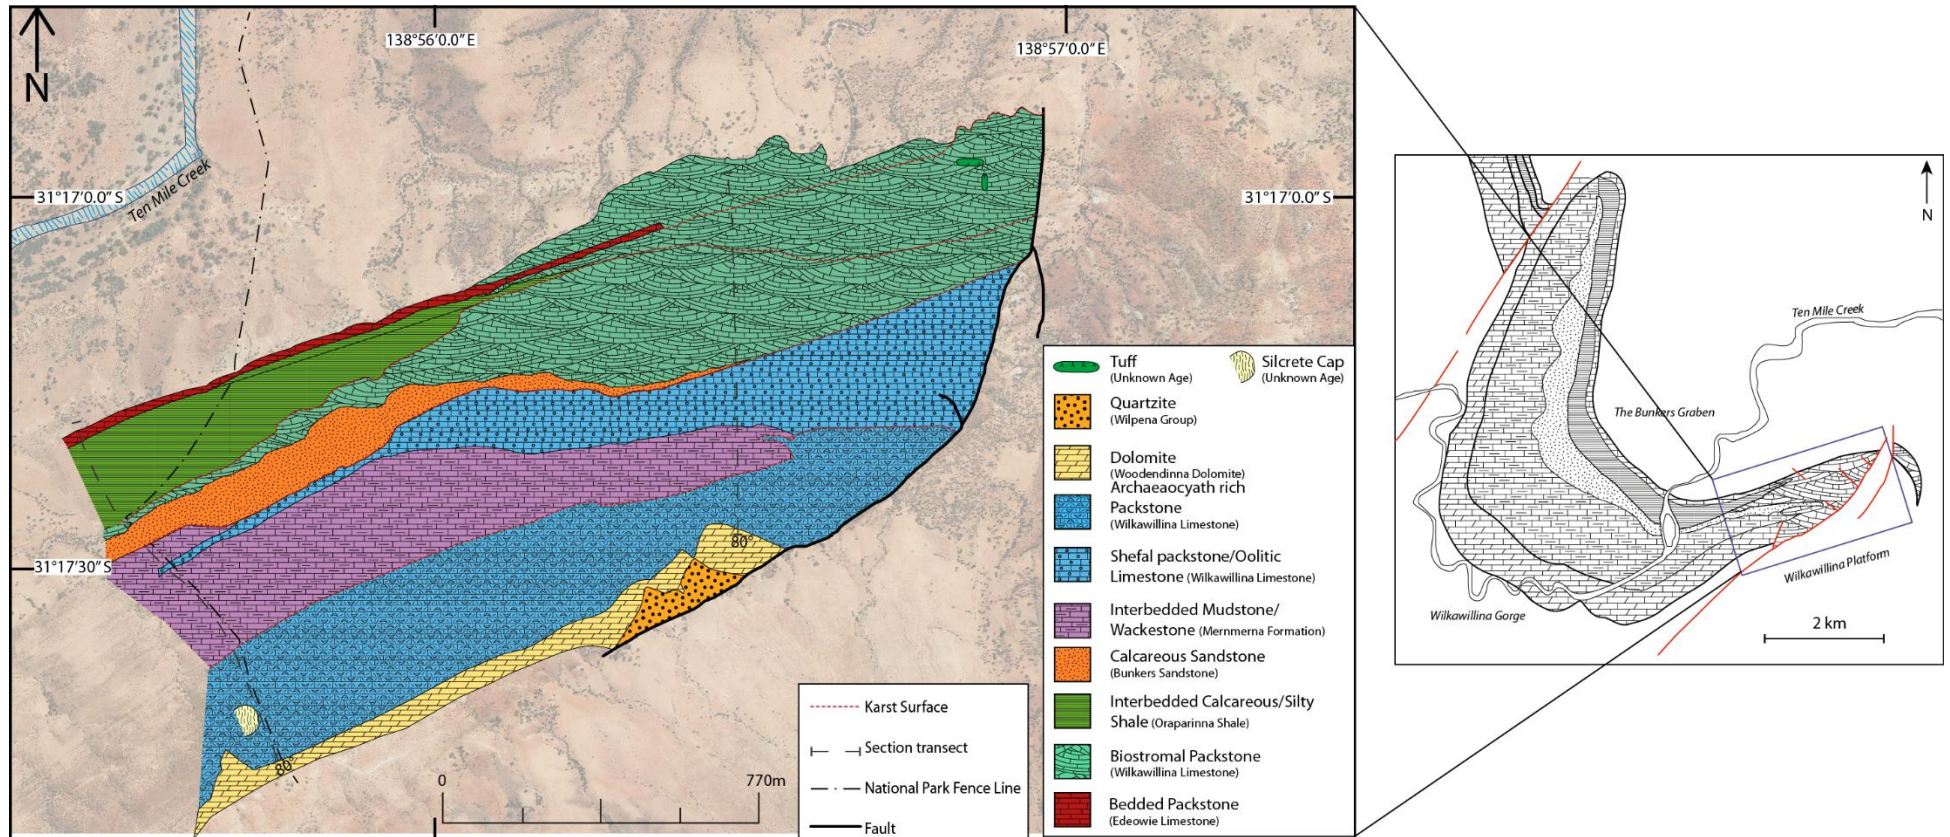 N
138°56'0.0" E
138°57'0.0" E
31°17'0.0" S
31°17'0.0" S
Ten Mile Creek
31°17'30" S
80°
80°
0
770m
Karst Surface
Section transect
National Park Fence Line
Fault
Tuff
(Unknown Age)
Silcrete Cap
(Unknown Age)
Quartzite
(Wilpena Group)
Dolomite
(Woodendinna Dolomite)
Archaeaocyath rich
Packstone
(Wilkawillina Limestone)
Shefal packstone/Oolitic
Limestone (Wilkawillina Limestone)
Interbedded Mudstone/
Wackestone (Mernmerna Formation)
Calcareous Sandstone
(Bunkers Sandstone)
Interbedded Calcareous/Silty
Shale (Oraparinna Shale)
Biostromal Packstone
(Wilkawillina Limestone)
Bedded Packstone
(Edeowie Limestone)
N
Ten Mile Creek
The Bunkers Graben
Wilkawillina Platform
Wilkawillina Gorge
2 km